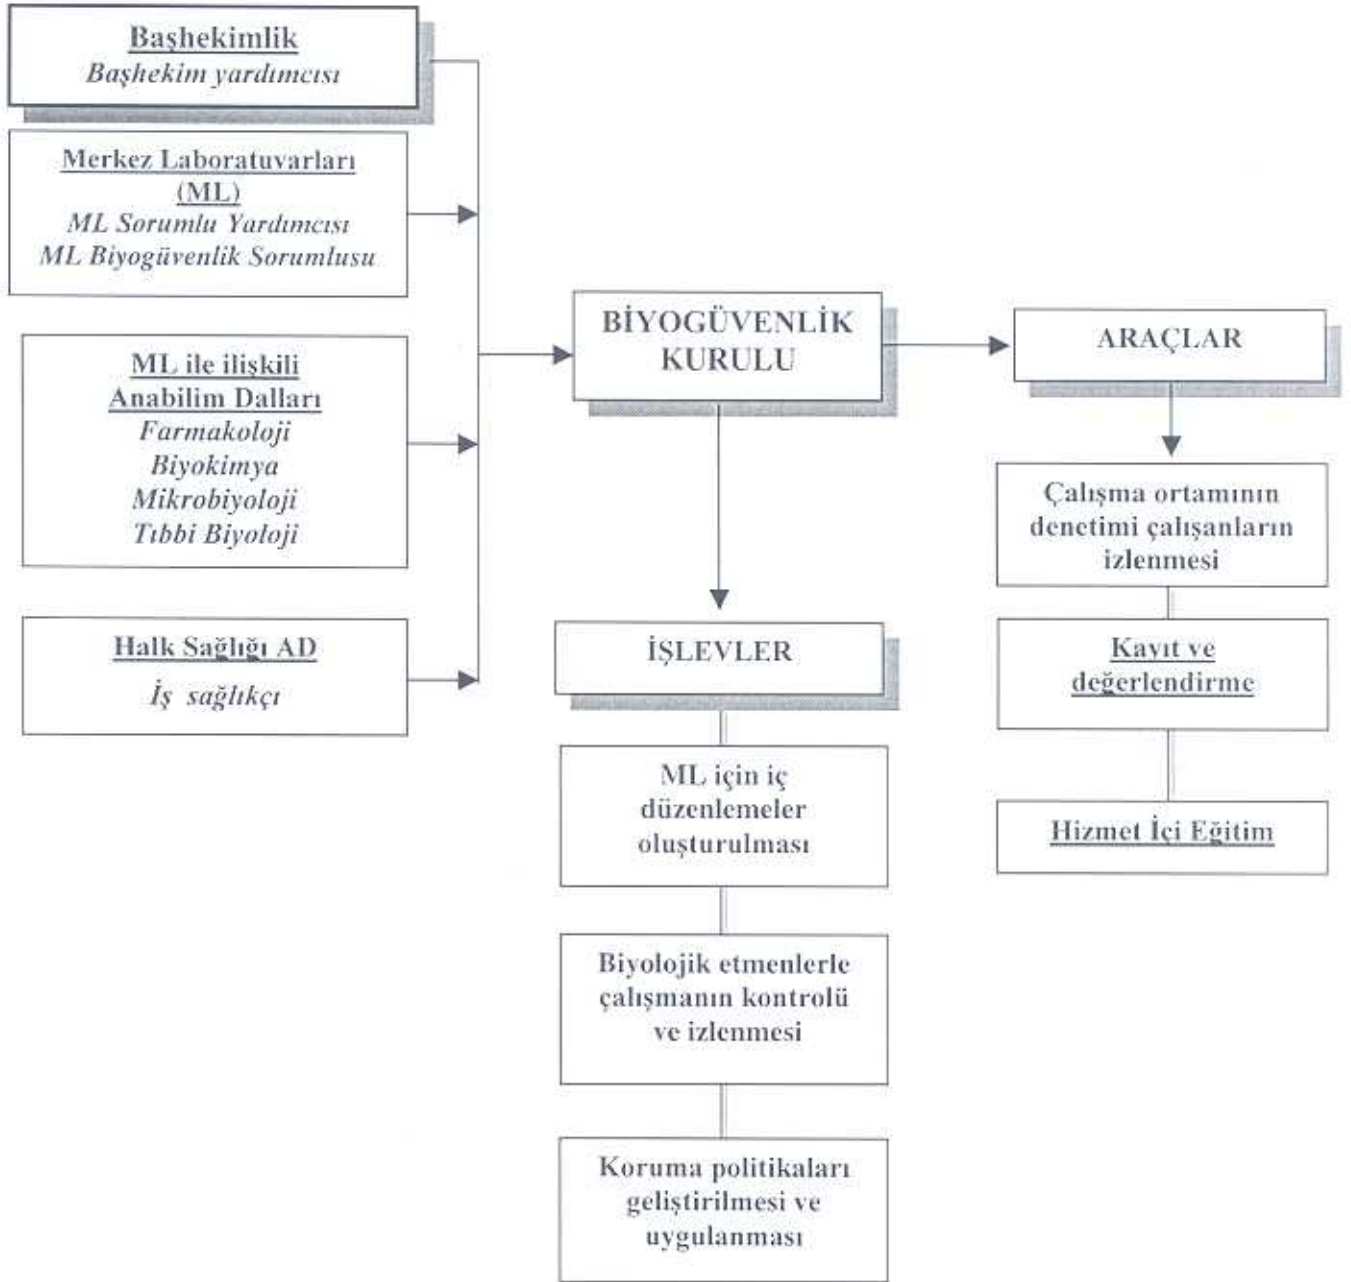 Başhekimlik
Başhekim yardımcısı
Merkez Laboratuvarları
(ML)
ML Sorumlu Yardımcısı
ML Biyogüvenlik Sorumlusu
ML ile ilişkili
Anabilim Dalları
Farmakoloji
Biyokimya
Mikrobiyoloji
Tıbbi Biyoloji
Halk Sağlığı AD
İş sağlıkçı
BİYOGÜVENLİK
KURULU
İŞLEVLER
ML için iç
düzenlemeler
oluşturulması
Biyolojik etmenlerle
çalışmanın kontrolü
ve izlenmesi
Koruma politikaları
geliştirilmesi ve
uygulanması
ARAÇLAR
Çalışma ortamının
denetimi çalışanların
izlenmesi
Kayıt ve
değerlendirme
Hizmet İçi Eğitim